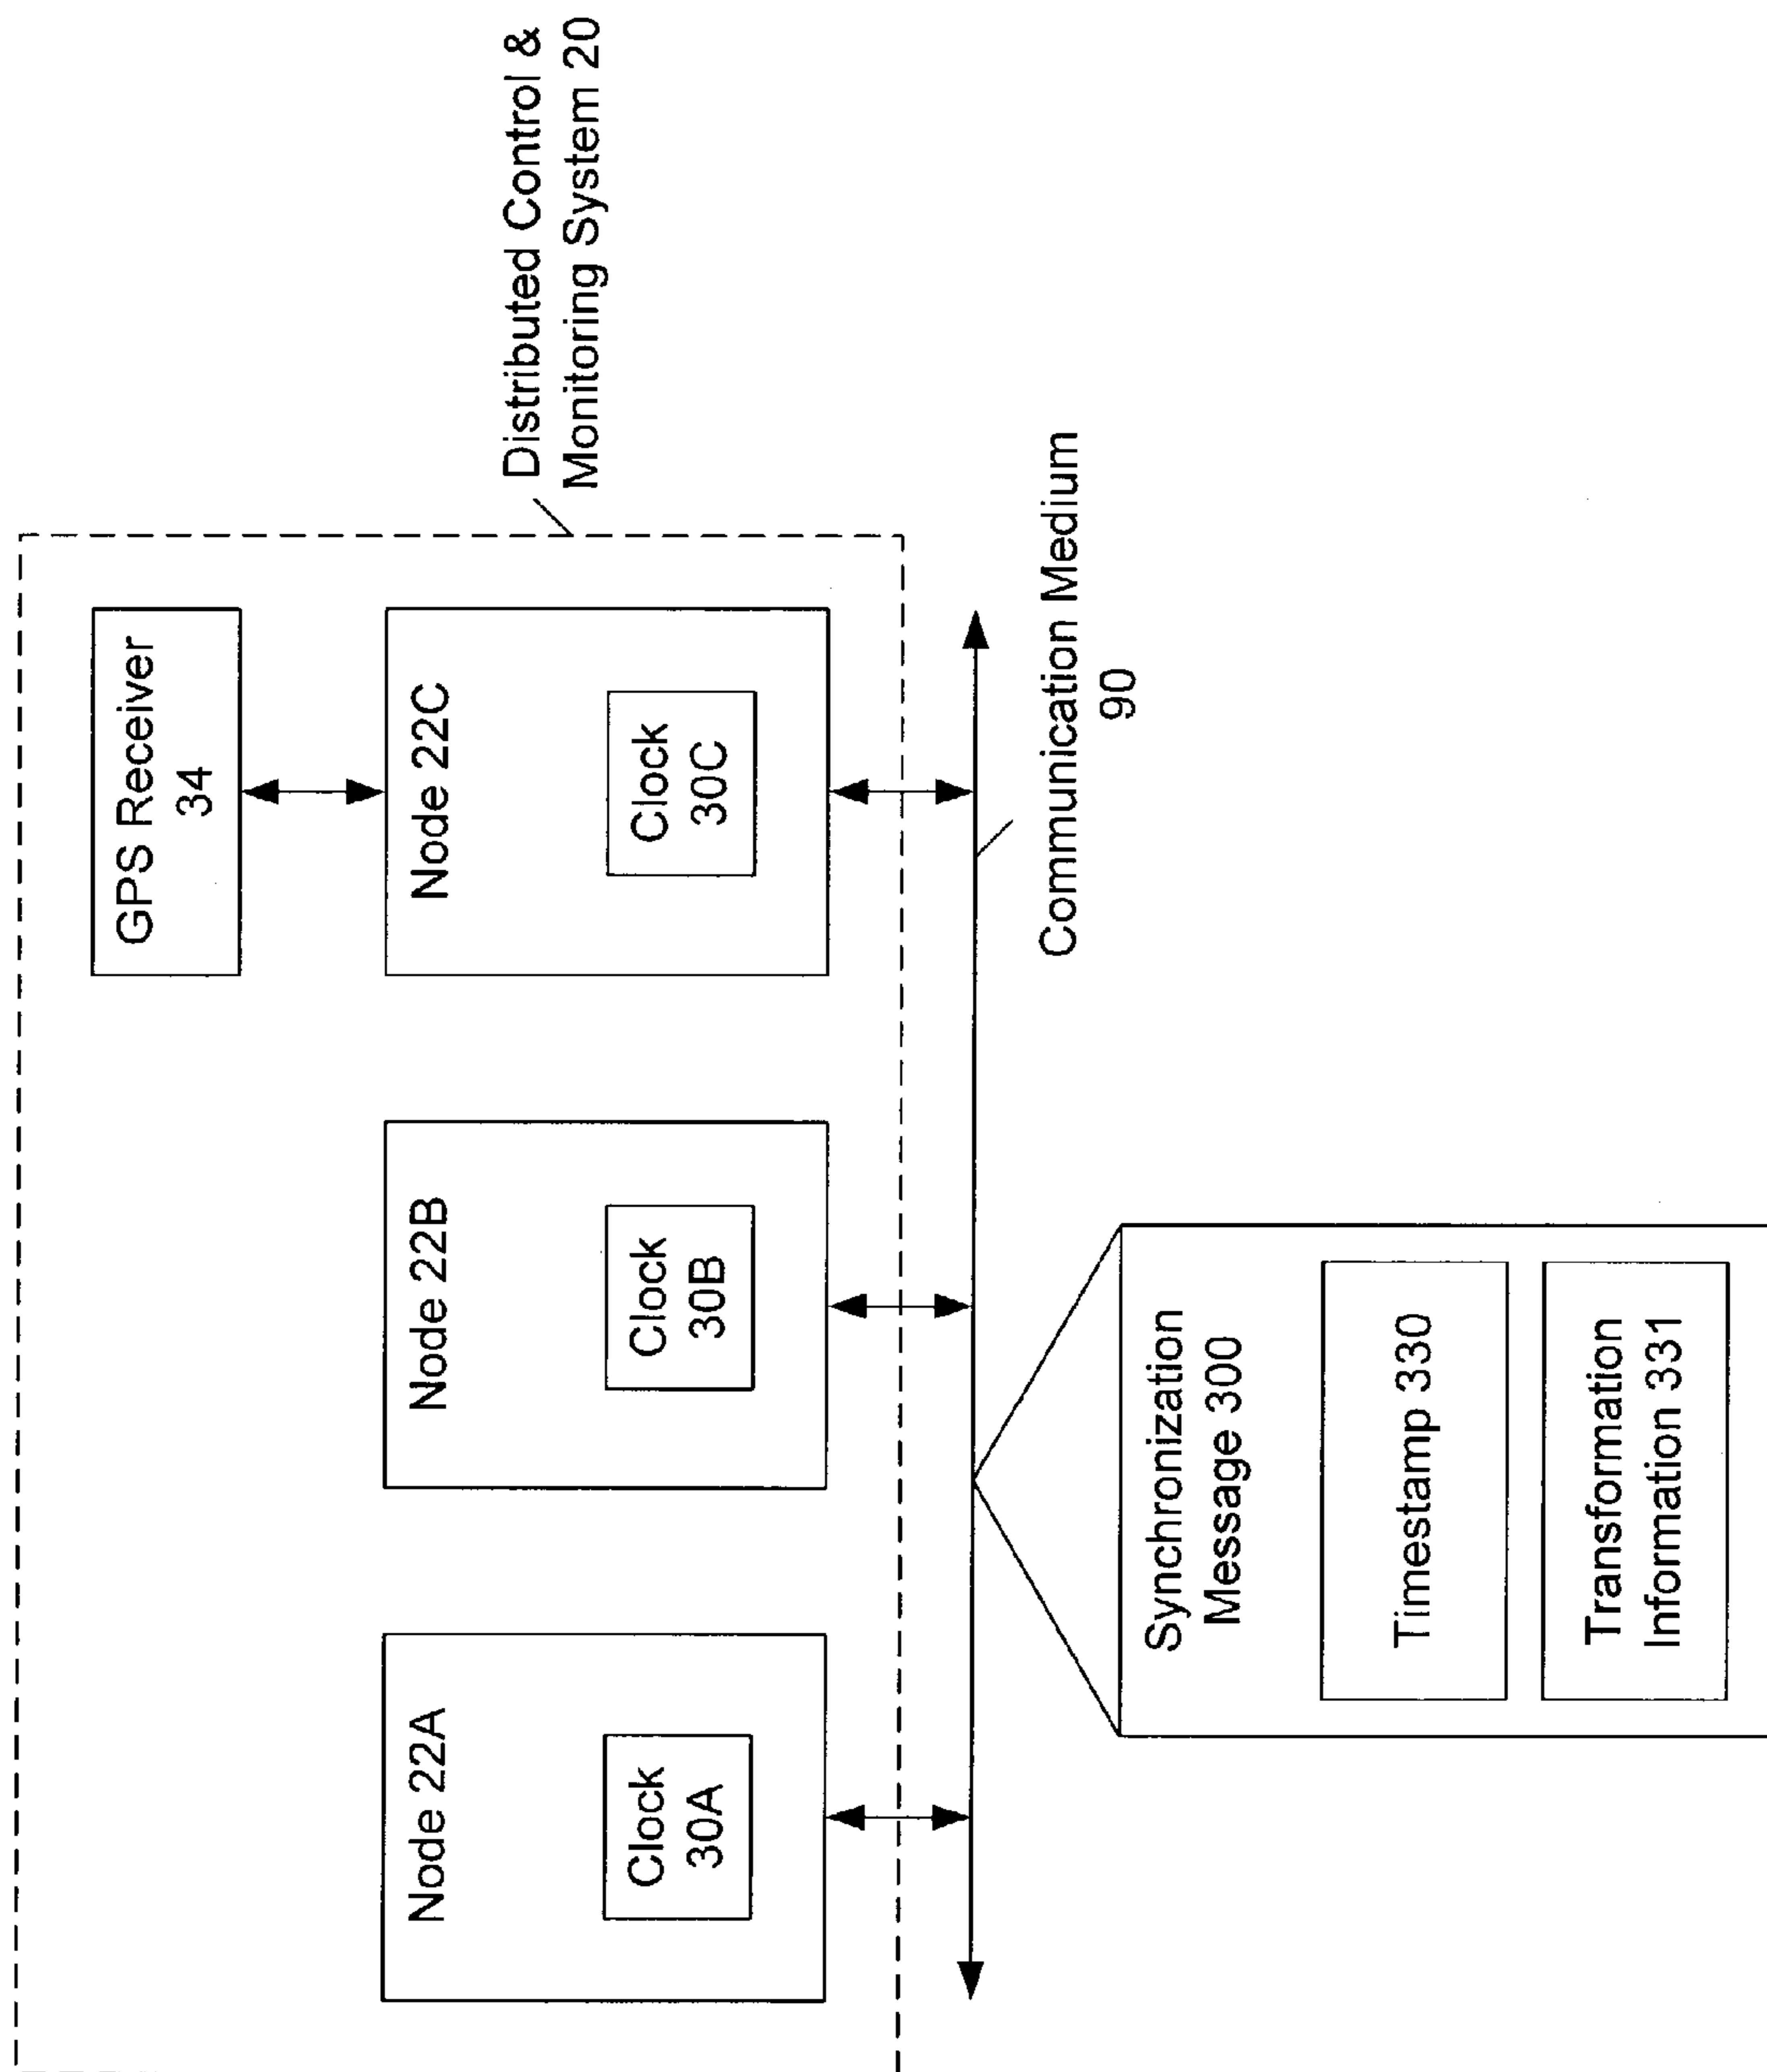 GPS Receiver
34
Node 22A
Clock
30A
Node 22B
Clock
30B
Node 22C
Clock
30C
Distributed Control &
Monitoring System 20
Communication Medium
90
Synchronization
Message 300
Timestamp 330
Transformation
Information 331